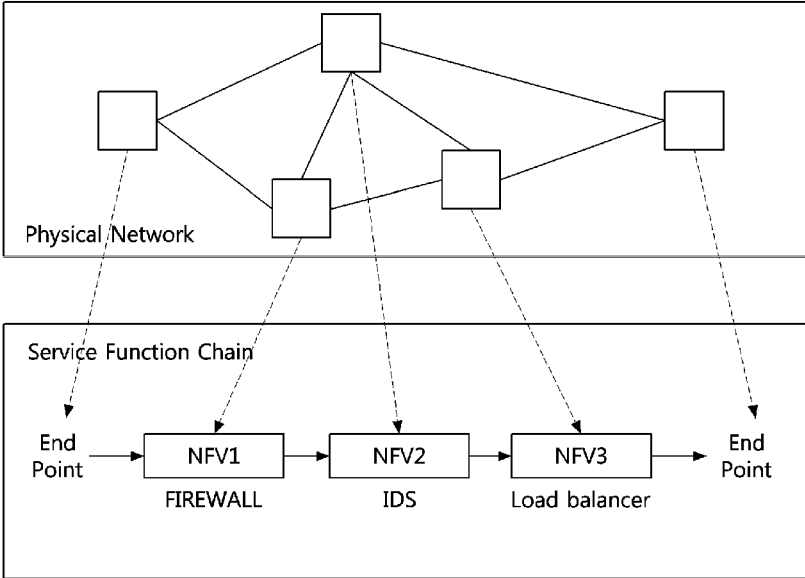 Physical Network
Service Function Chain
End
Point
NFV1
NFV2
NFV3
End
Point
FIREWALL
IDS
Load balancer